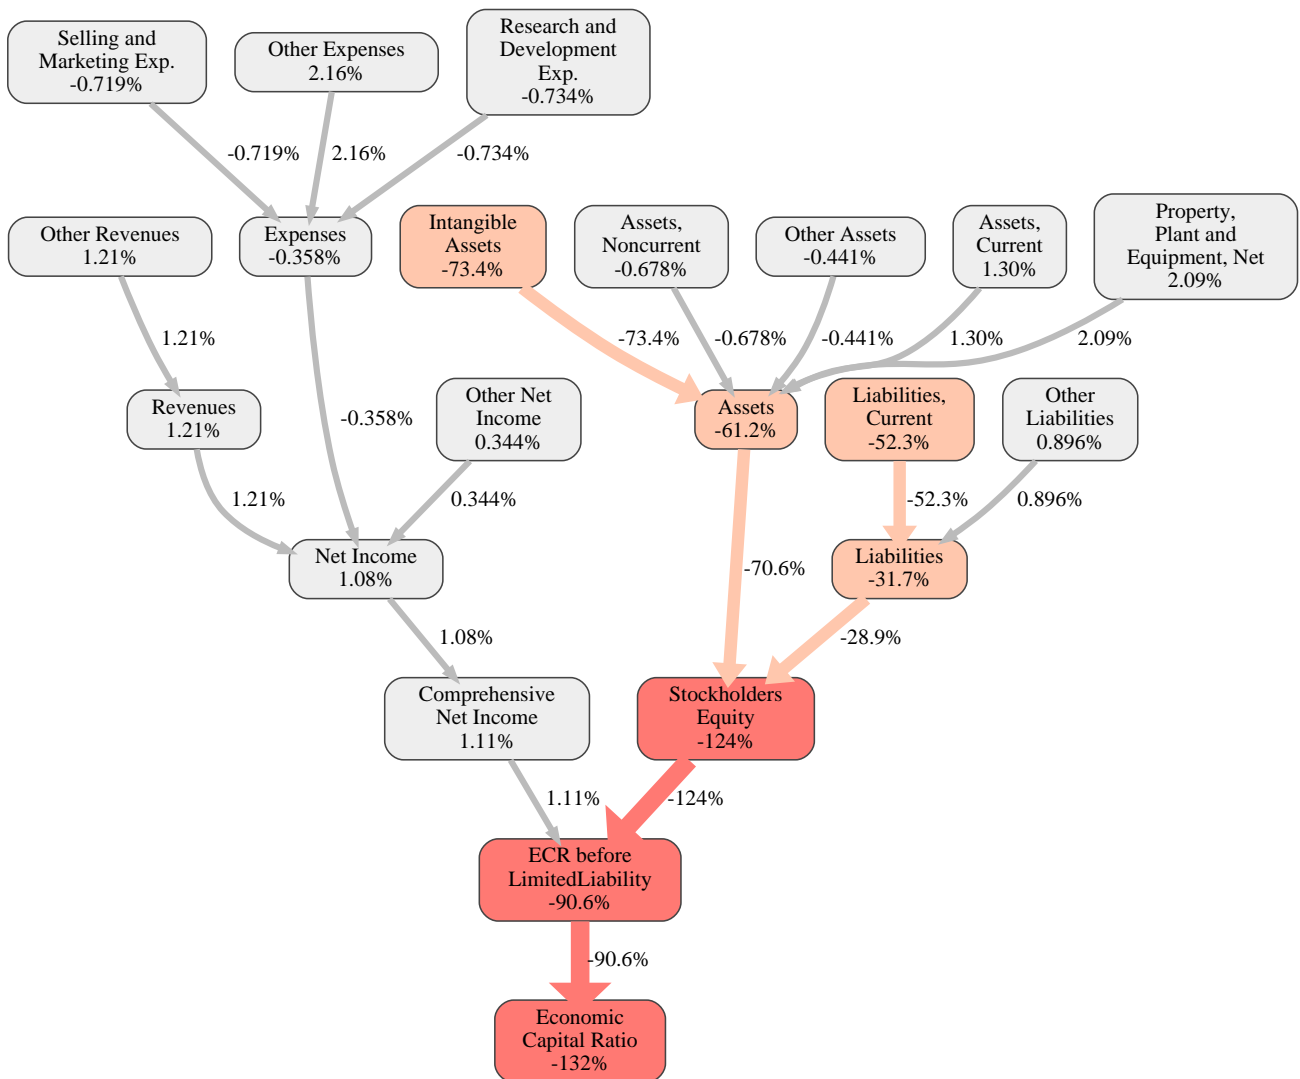 Selling and
Marketing Exp.
-0.719%
Other Expenses
2.16%
Research and
Development
Exp.
-0.734%
-0.719%
2.16%
-0.734%
Other Revenues
1.21%
Expenses
-0.358%
Intangible
Assets
-73.4%
Assets,
Noncurrent
-0.678%
Other Assets
-0.441%
Assets,
Current
1.30%
Property,
Plant and
Equipment, Net
2.09%
1.21%
-73.4%
-0.678%
-0.441%
1.30%
2.09%
Revenues
1.21%
-0.358%
Other Net
Income
0.344%
Assets
-61.2%
Liabilities,
Current
-52.3%
Other
Liabilities
0.896%
1.21%
0.344%
-52.3%
0.896%
Net Income
1.08%
-70.6%
Liabilities
-31.7%
1.08%
-28.9%
Comprehensive
Net Income
1.11%
Stockholders
Equity
-124%
1.11%
-124%
ECR before
LimitedLiability
-90.6%
-90.6%
Economic
Capital Ratio
-132%